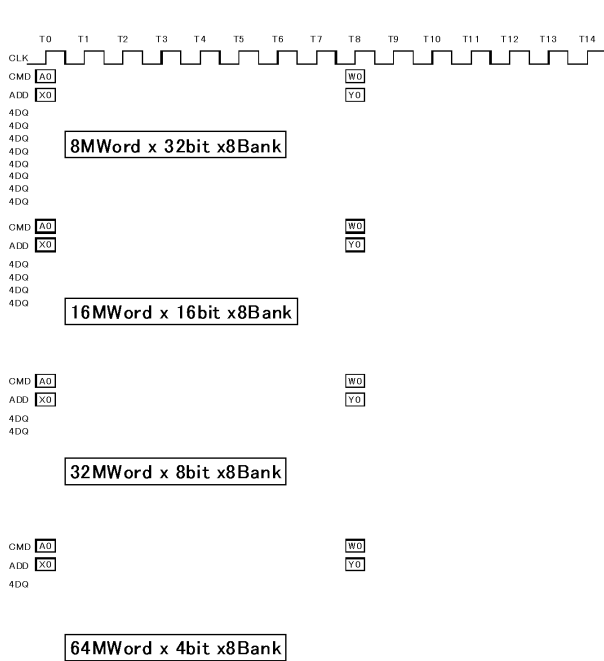 T0 T1 T2 T3 T4 T5 T6 T7 T8 T9 T10 T11 T12 T13 T14
CLK
CMD A0 W0
ADD X0 Y0
4DQ
4DQ
4DQ
4DQ
4DQ
4DQ
4DQ
4DQ
8MWord x 32bit x8Bank
CMD A0 W0
ADD X0 Y0
4DQ
4DQ
4DQ
4DQ
16MWord x 16bit x8Bank
CMD A0 W0
ADD X0 Y0
4DQ
4DQ
32MWord x 8bit x8Bank
CMD A0 W0
ADD X0 Y0
4DQ
64MWord x 4bit x8Bank